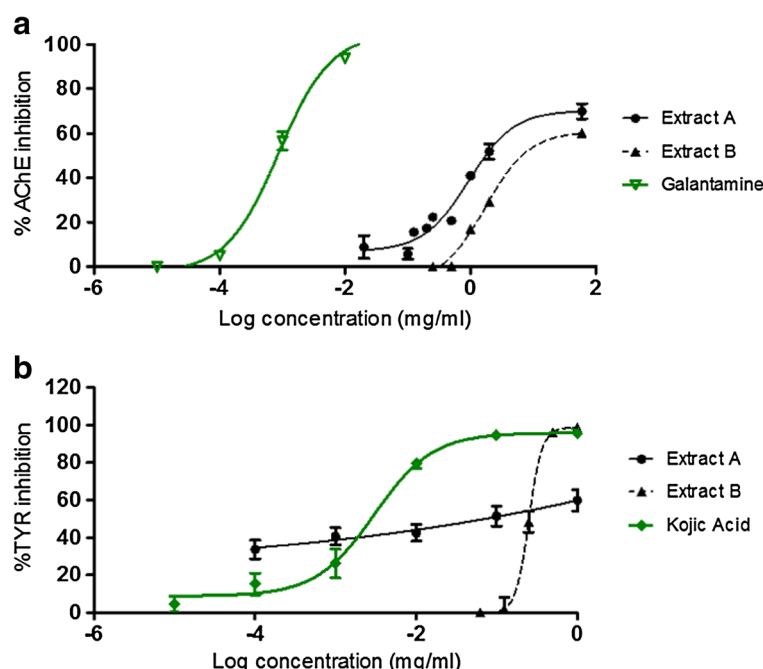 a
100
80
60
40
20
0
% AChE inhibition
-6
-4
-2
0
2
Log concentration (mg/ml)
Extract A
Extract B
Galantamine
b
120
100
80
60
40
20
0
%TYR inhibition
-6
-4
-2
0
Log concentration (mg/ml)
Extract A
Extract B
Kojic Acid